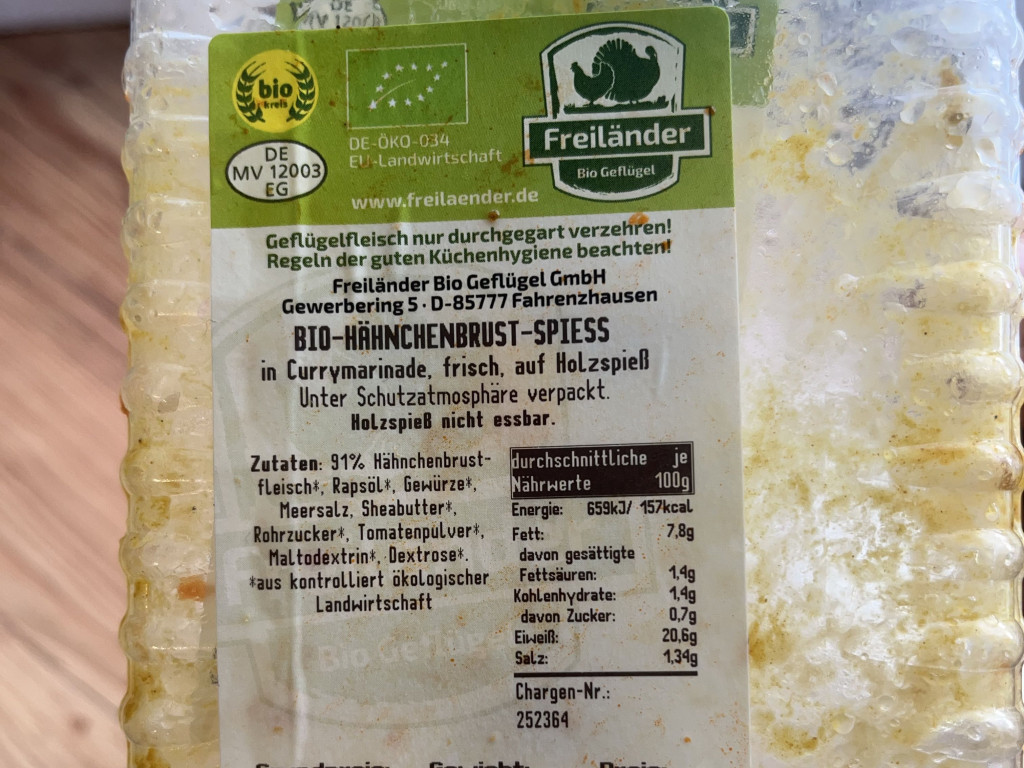 bio
kreis
DE-ÖKO-034
EU-Landwirtschaft
DE
MV 12003
EG
www.freilaender.de
Freiländer
Bio Geflügel
Geflügelfleisch nur durchgegart verzehren!
Regeln der guten Küchenhygiene beachten!
Freiländer Bio Geflügel GmbH
Gewerbering 5 · D-85777 Fahrenzhausen
BIO-HÄHNCHENBRUST-SPIESS
in Currymarinade, frisch, auf Holzspieß
Unter Schutzatmosphäre verpackt.
Holzspieß nicht essbar.
Zutaten: 91% Hähnchenbrust-
fleisch*, Rapsöl*, Gewürze*,
Meersalz, Sheabutter*,
Rohrzucker*, Tomatenpulver*,
Maltodextrin*, Dextrose*.
*aus kontrolliert ökologischer
Landwirtschaft
durchschnittliche je
Nährwerte 100g
Energie: 659kJ/ 157kcal
Fett: 7,8g
davon gesättigte
Fettsäuren: 1,4g
Kohlenhydrate: 1,4g
davon Zucker: 0,7g
Eiweiß: 20,6g
Salz: 1,34g
Chargen-Nr.:
252364